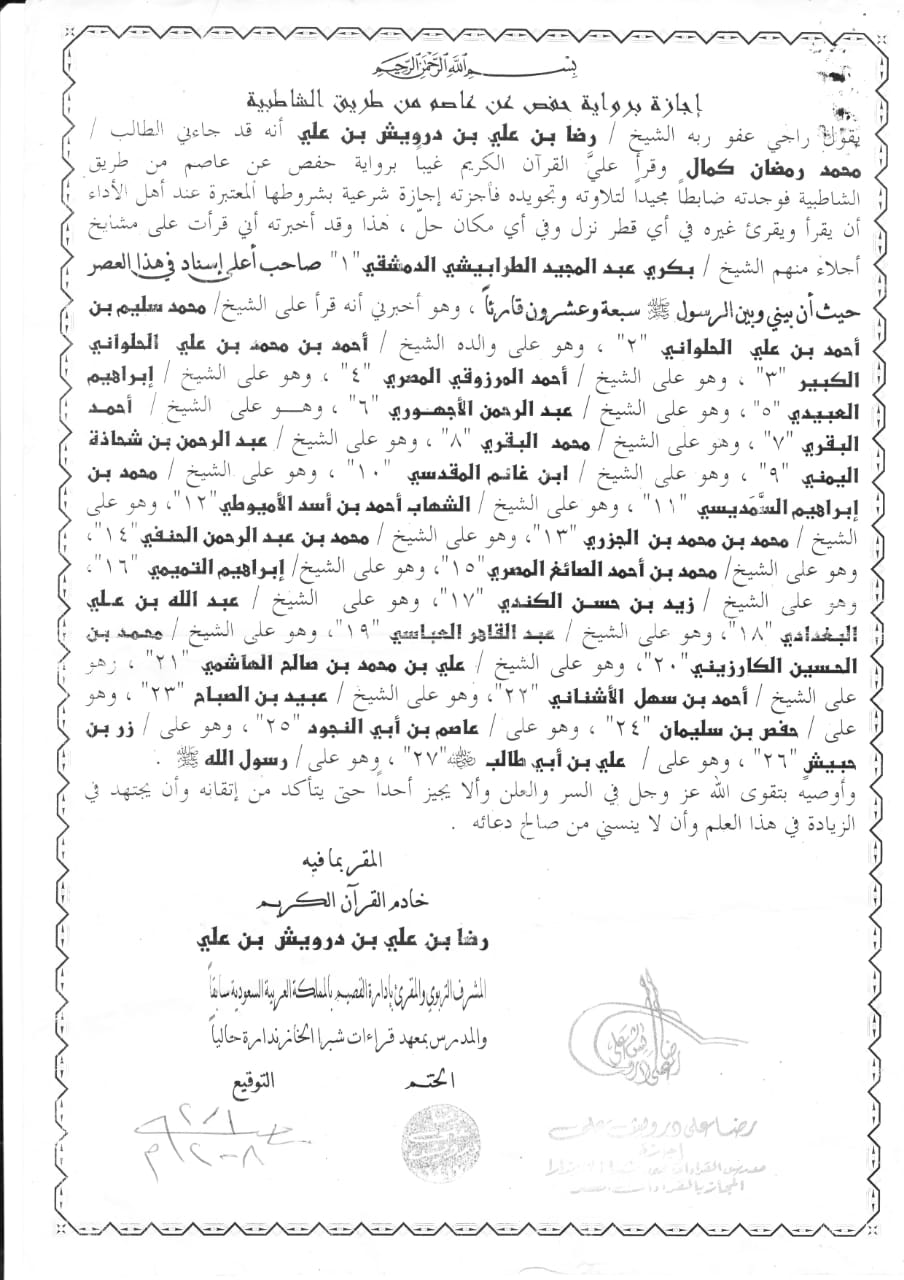 بِسْمِ اللَّهِ الرَّحْمَنِ الرَّحِيمِ
إجازة برواية حفص عن عاصم من طريق الشاطبية
يقول راجي عفو ربه الشيخ / رضا بن علي بن درويش بن علي أنه قد جاءني الطالب /
محمد رمضان كمال وقرأ عليَّ القرآن الكريم غيباً برواية حفص عن عاصم من طريق
الشاطبية فوجدته ضابطاً مجيداً لتلاوته وتجويده فأجزته إجازة شرعية بشروطها المعتبرة عند أهل الأداء
أن يقرأ ويقرئ غيره في أي قطر نزل وفي أي مكان حلّ ، هذا وقد أخبرته أني قرأت على مشايخ
أجلاء منهم الشيخ / بكري عبد المجيد الطرابيشي الدمشقي "١" صاحب أعلى إسناد في هذا العصر
حيث أن بيني وبين الرسول ﷺ سبعة وعشرون قارئاً ، وهو أخبرني أنه قرأ على الشيخ/ محمد سليم بن
أحمد بن علي الحلواني "٢" ، وهو على والده الشيخ / أحمد بن محمد بن علي الحلواني
الكبير "٣" ، وهو على الشيخ / أحمد المرزوقي المصري "٤" ، وهو على الشيخ / إبراهيم
العبيدي "٥" ، وهو على الشيخ / عبد الرحمن الأجهوري "٦" ، وهو على الشيخ / أحمد
البقري "٧" ، وهو على الشيخ / محمد البقري "٨" ، وهو على الشيخ / عبد الرحمن بن شحاذة
اليمني "٩" ، وهو على الشيخ / ابن غانم المقدسي "١٠" ، وهو على الشيخ / محمد بن
إبراهيم السَّمَديسي "١١" ، وهو على الشيخ / الشهاب أحمد بن أسد الأميوطي "١٢" ، وهو على
الشيخ / محمد بن محمد بن الجزري "١٣"، وهو على الشيخ / محمد بن عبد الرحمن الحنفي "١٤"،
وهو على الشيخ/ محمد بن أحمد الصائغ المصري "١٥"، وهو على الشيخ/ إبراهيم التميمي "١٦"،
وهو على الشيخ / زيد بن حسن الكندي "١٧"، وهو على الشيخ / عبد الله بن علي
البغدادي "١٨"، وهو على الشيخ / عبد القاهر العباسي "١٩"، وهو على الشيخ / محمد بن
الحسين الكارزيني "٢٠"، وهو على الشيخ / علي بن محمد بن صالح الهاشمي "٢١" ، وهو
على الشيخ / أحمد بن سهل الأشناني "٢٢"، وهو على الشيخ / عبيد بن الصباح "٢٣" ، وهو
على / حفص بن سليمان "٢٤" ، وهو على / عاصم بن أبي النجود "٢٥" ، وهو على / زر بن
حبيش "٢٦" ، وهو على / علي بن أبي طالب رضي الله عنه "٢٧" ، وهو على / رسول الله ﷺ .
وأوصيه بتقوى الله عز وجل في السر والعلن وألا يجيز أحداً حتى يتأكد من إتقانه وأن يجتهد في
الزيادة في هذا العلم وأن لا ينسني من صالح دعائه .
المقر بما فيه
خادم القرآن الكريم
رضا بن علي بن درويش بن علي
المشرف التربوي والمقرئ بإدارة القصيم بالمملكة العربية السعودية سابقاً
والمدرس بمعهد قراءات شبرا الخازندارة حالياً
الختم
التوقيع
رضا على درويش على